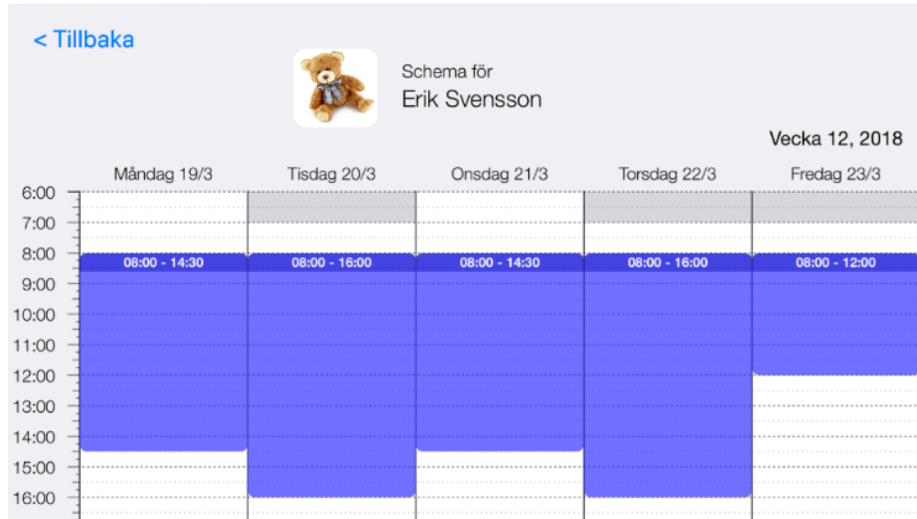 < Tillbaka
Schema för
Erik Svensson
Vecka 12, 2018
Måndag 19/3 Tisdag 20/3 Onsdag 21/3 Torsdag 22/3 Fredag 23/3
6:00
7:00
8:00
08:00 - 14:30 08:00 - 16:00 08:00 - 14:30 08:00 - 16:00 08:00 - 12:00
9:00
10:00
11:00
12:00
13:00
14:00
15:00
16:00